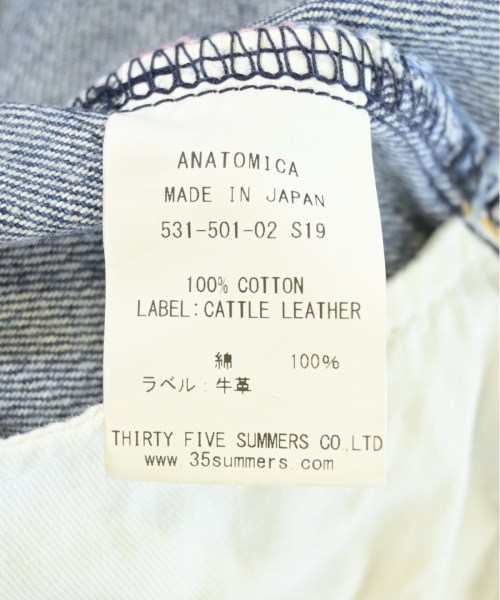 ANATOMICA
MADE IN JAPAN
531-501-02 S19
100% COTTON
LABEL:CATTLE LEATHER
綿 100%
ラベル:牛革
THIRTY FIVE SUMMERS CO.,LTD
www.35summers.com